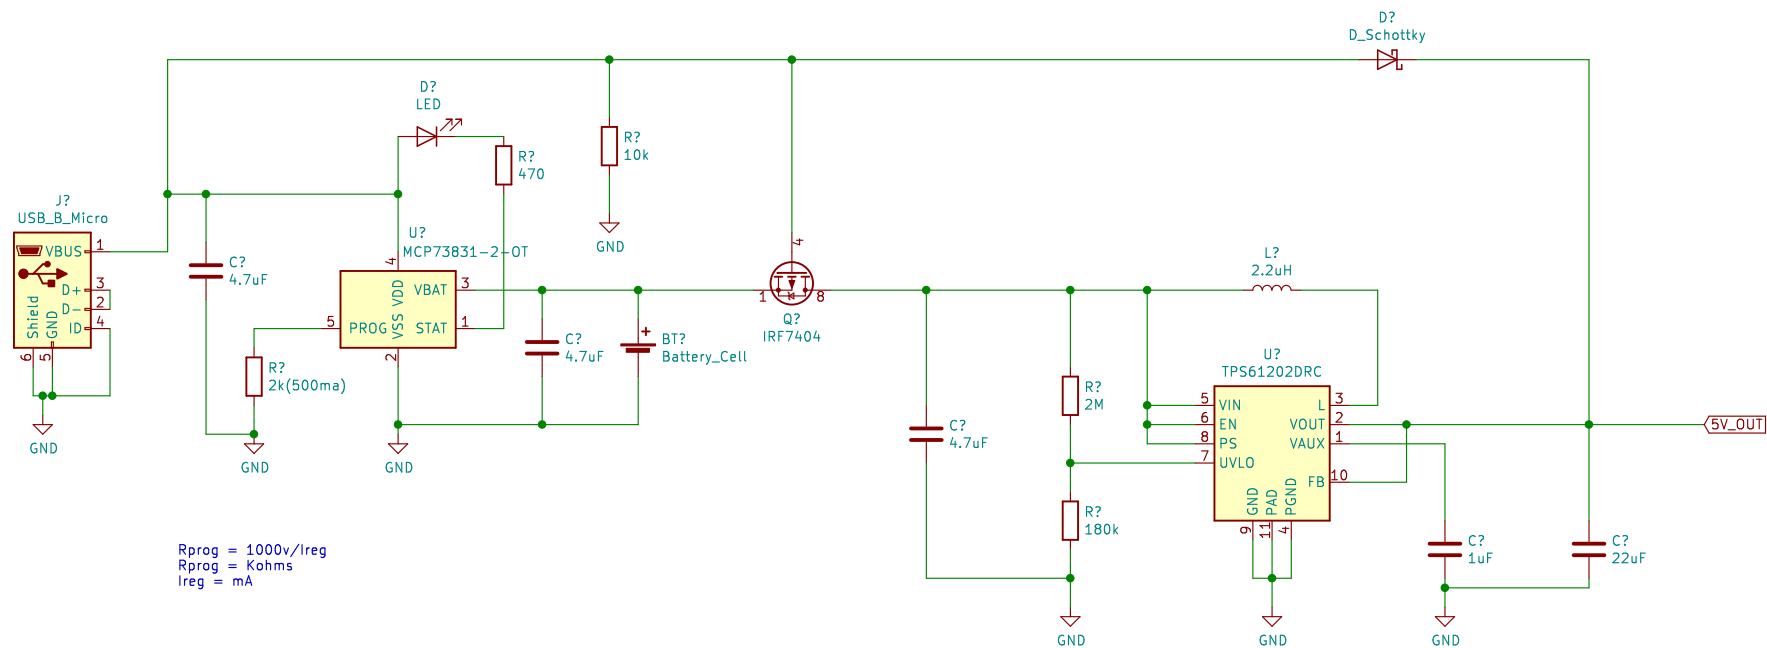 D?
D_Schottky
D?
LED
R?
10k
R?
470
J?
USB_B_Micro
VBUS
1
D+
3
D-
2
ID
4
Shield
GND
6
5
GND
C?
4.7uF
U?
MCP73831-2-OT
4
VDD
VBAT
3
PROG
5
STAT
1
VSS
2
GND
R?
2k(500ma)
GND
GND
C?
4.7uF
BT?
Battery_Cell
4
1
8
Q?
IRF7404
L?
2.2uH
C?
4.7uF
R?
2M
R?
180k
GND
U?
TPS61202DRC
5
VIN
6
EN
8
PS
7
UVLO
L
3
VOUT
2
VAUX
1
FB
10
GND
PAD
PGND
9
11
4
GND
C?
1uF
GND
C?
22uF
5V_OUT
Rprog = 1000v/Ireg
Rprog = Kohms
Ireg = mA